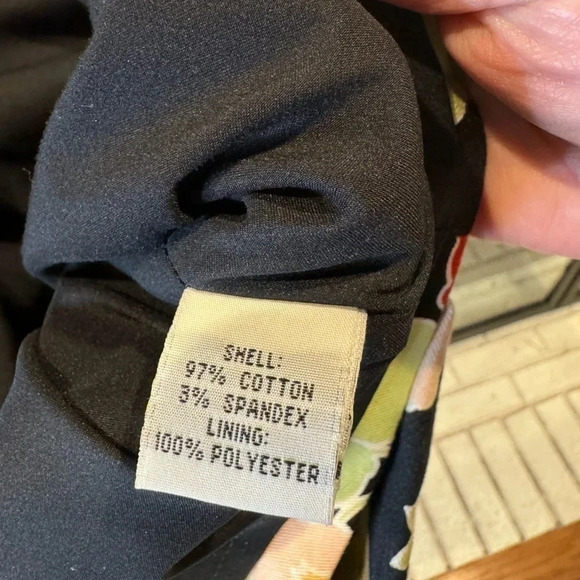 SHELL:
97% COTTON
3% SPANDEX
LINING:
100% POLYESTER